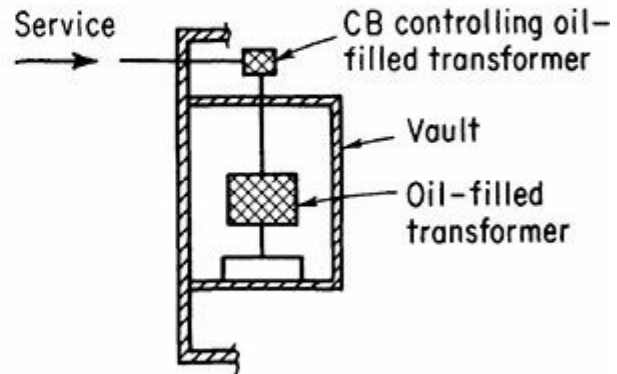 Service
CB controlling oil-
filled transformer
Vault
Oil-filled
transformer